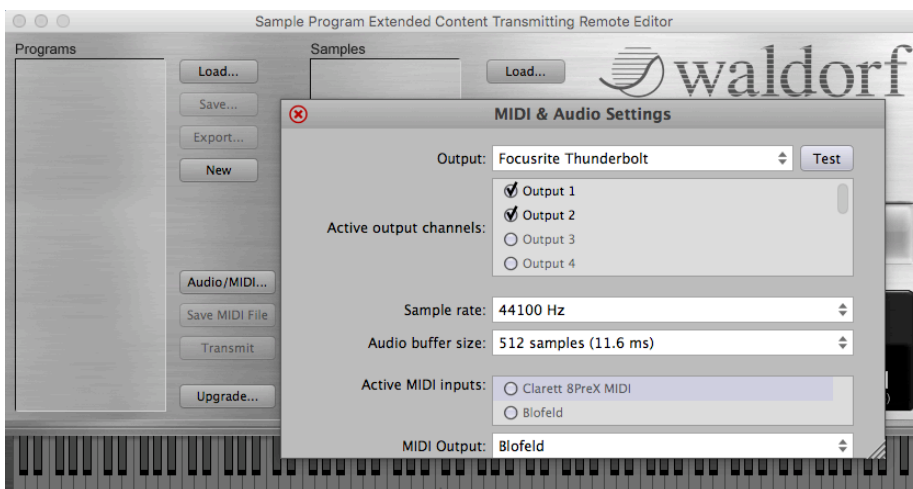 Sample Program Extended Content Transmitting Remote Editor
Programs
Load...
Save...
Export...
New
Audio/MIDI...
Save MIDI File
Transmit
Upgrade...
Samples
Load...
waldorf
MIDI & Audio Settings
Output: Focusrite Thunderbolt Test
Active output channels:
Output 1
Output 2
Output 3
Output 4
Sample rate: 44100 Hz
Audio buffer size: 512 samples (11.6 ms)
Active MIDI inputs:
Clarett 8PreX MIDI
Blofeld
MIDI Output: Blofeld